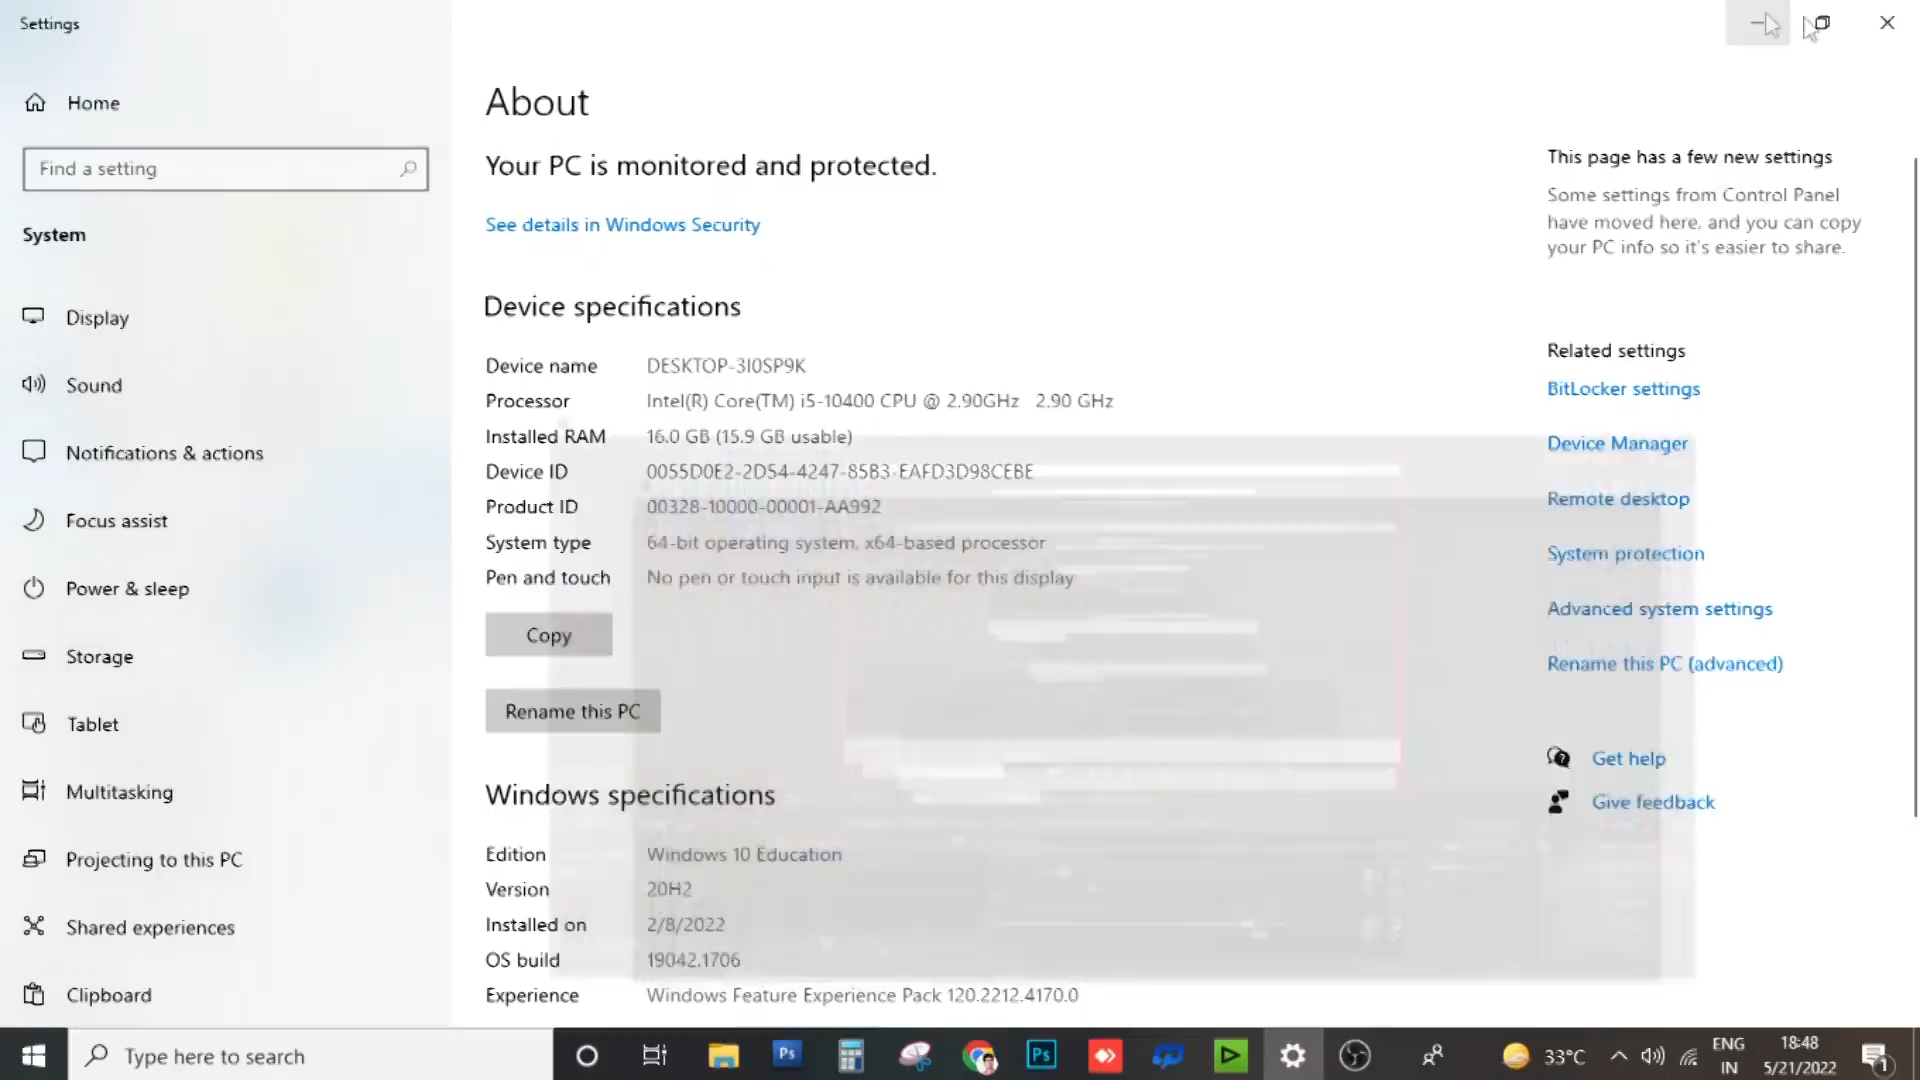 Settings
Home
Find a setting
System
Display
Sound
Notifications & actions
Focus assist
Power & sleep
Storage
Tablet
Multitasking
Projecting to this PC
Shared experiences
Clipboard
About
Your PC is monitored and protected.
See details in Windows Security
Device specifications
Device name DESKTOP-3I0SP9K
Processor Intel(R) Core(TM) i5-10400 CPU @ 2.90GHz 2.90 GHz
Installed RAM 16.0 GB (15.9 GB usable)
Device ID 0055D0E2-2D54-4247-85B3-EAFD3D98CEBE
Product ID 00328-10000-00001-AA992
System type 64-bit operating system, x64-based processor
Pen and touch No pen or touch input is available for this display
Copy
Rename this PC
Windows specifications
Edition Windows 10 Education
Version 20H2
Installed on 2/8/2022
OS build 19042.1706
Experience Windows Feature Experience Pack 120.2212.4170.0
This page has a few new settings
Some settings from Control Panel
have moved here, and you can copy
your PC info so it's easier to share.
Related settings
BitLocker settings
Device Manager
Remote desktop
System protection
Advanced system settings
Rename this PC (advanced)
Get help
Give feedback
Type here to search
Ps
Ps
33°C
ENG
IN
18:48
5/21/2022
1